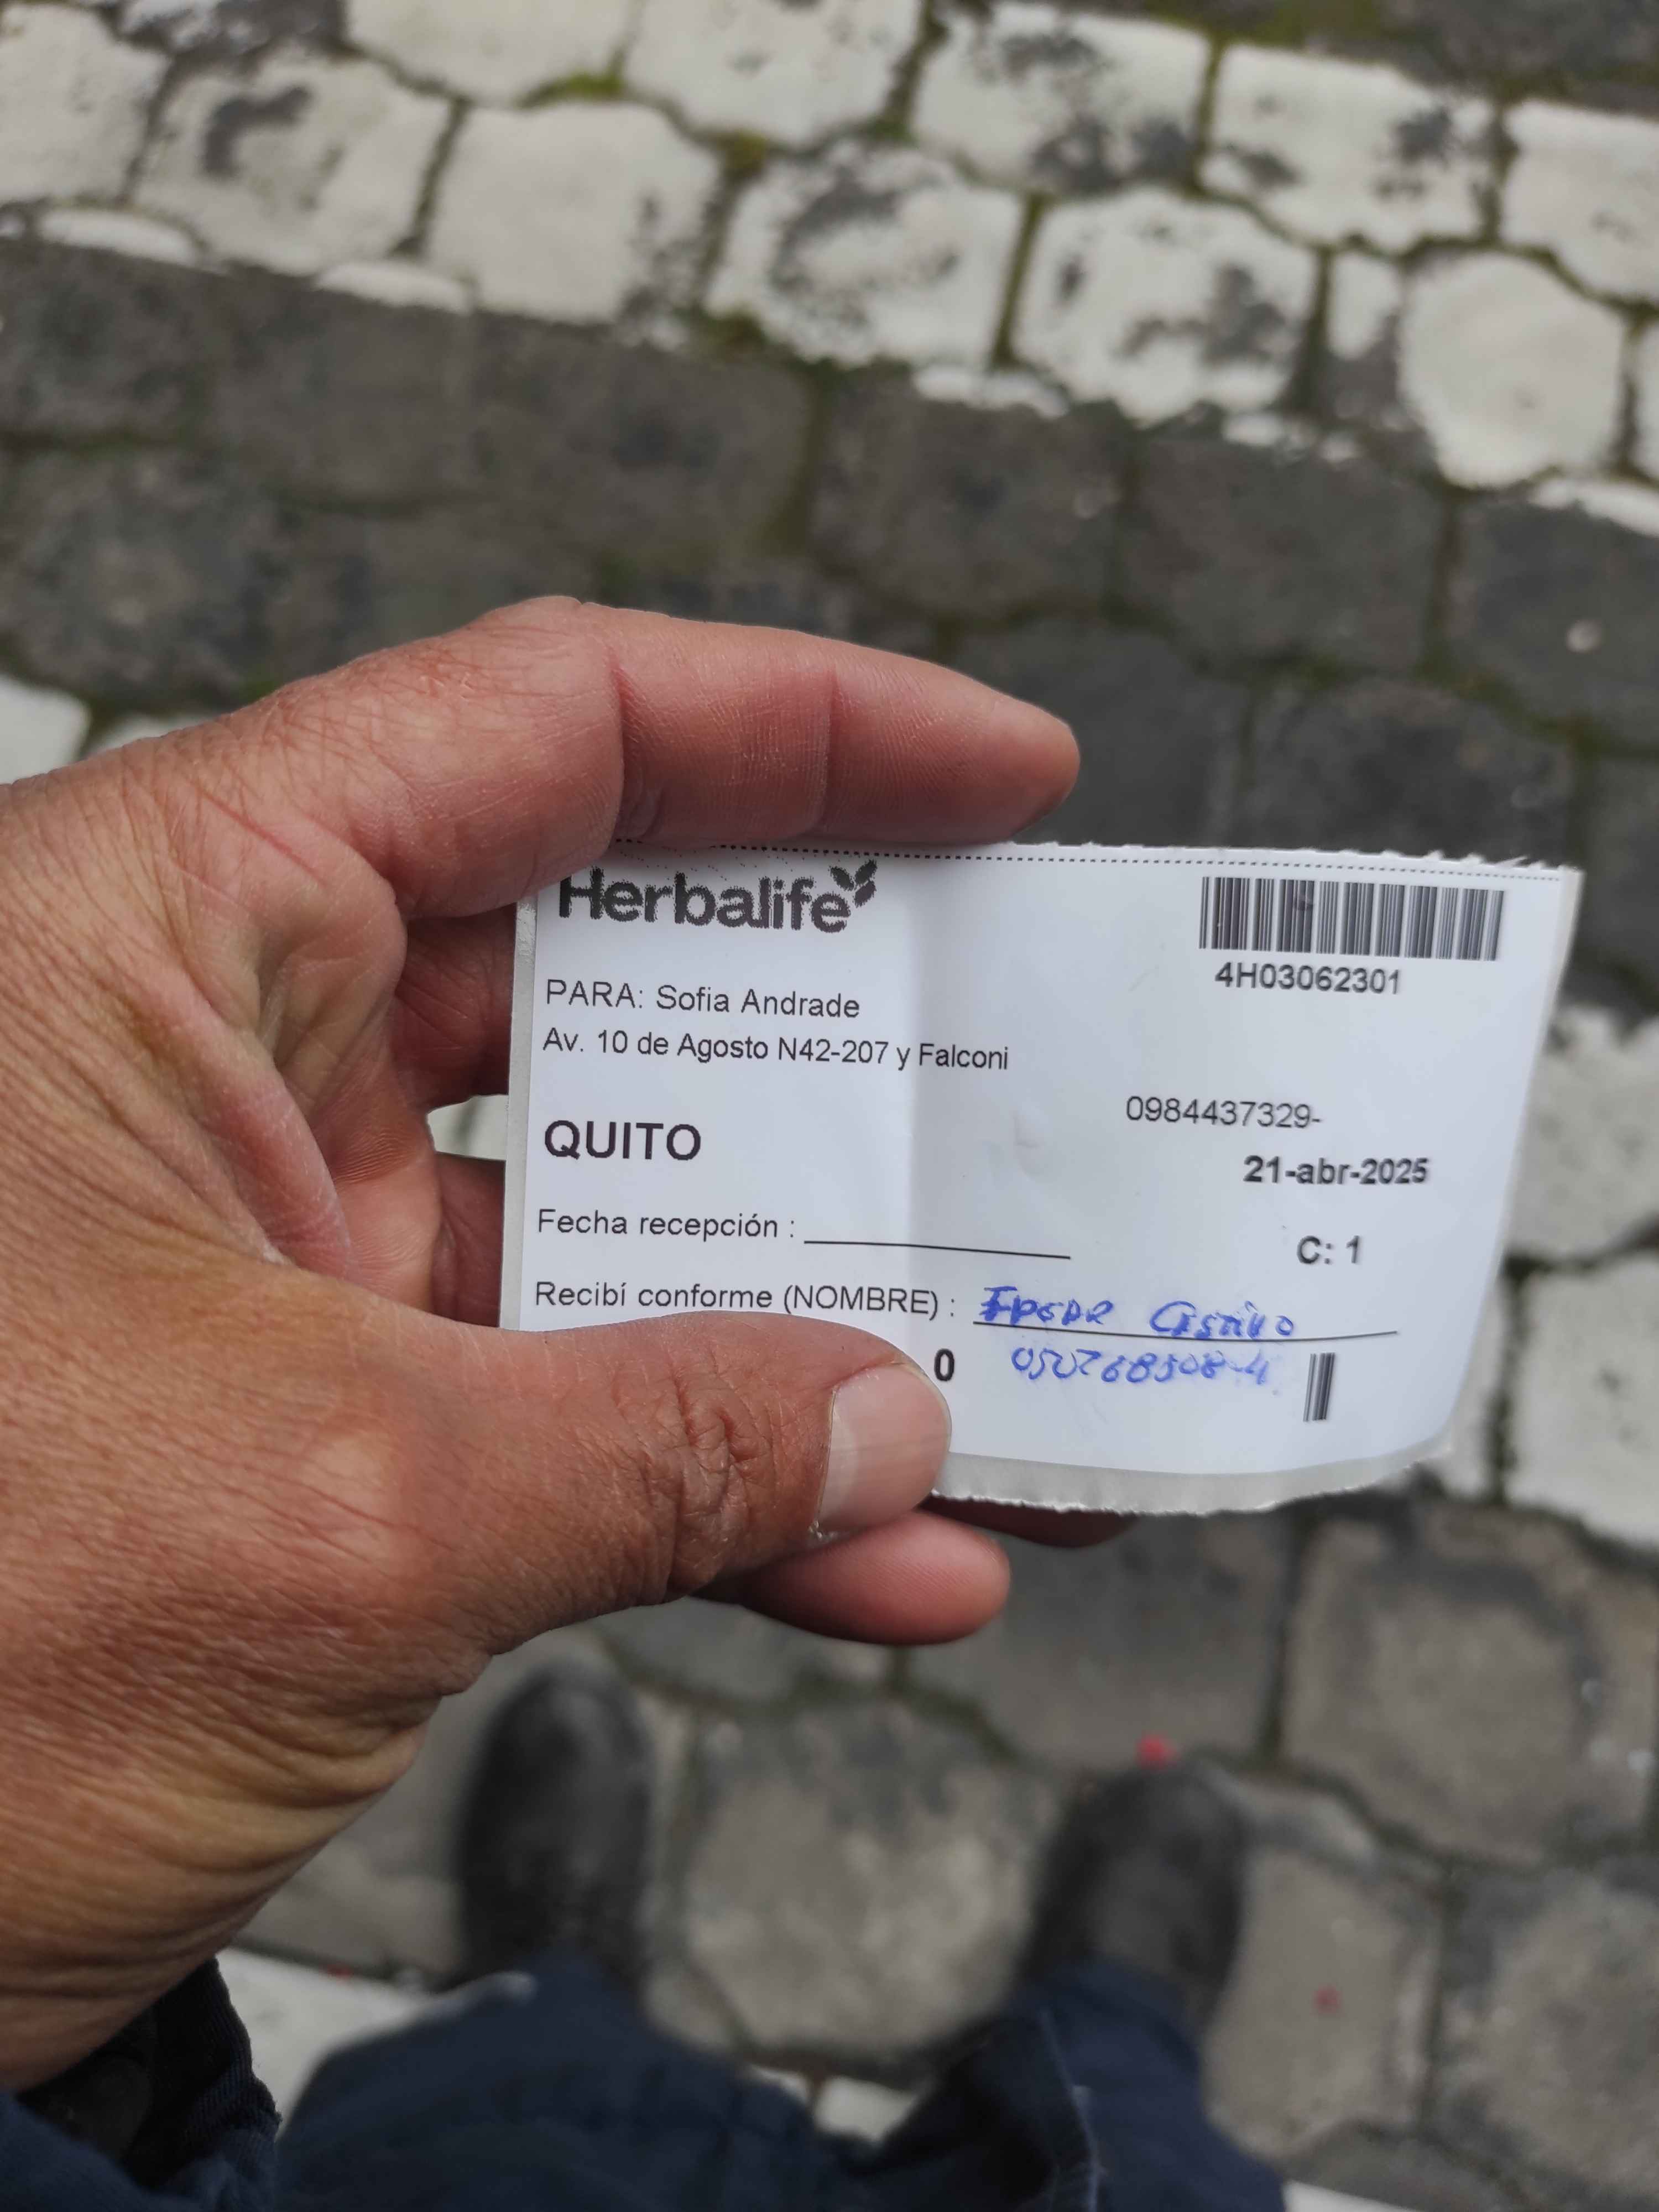 Herbalife
4H03062301
PARA: Sofia Andrade
Av. 10 de Agosto N42-207 y Falconi
0984437329-
QUITO
21-abr-2025
Fecha recepción :
C: 1
Recibí conforme (NOMBRE) :
0